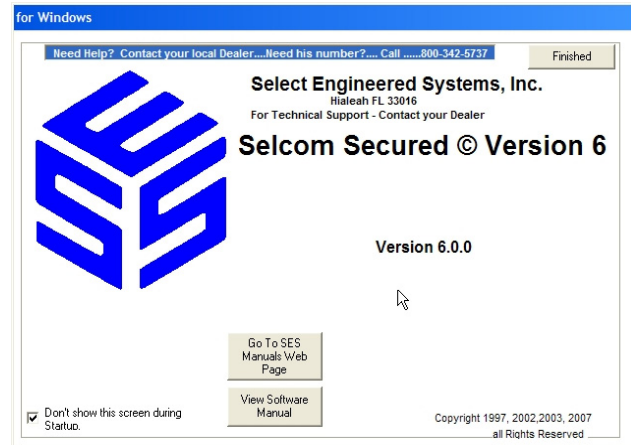 for Windows
Need Help? Contact your local Dealer....Need his number?.... Call ......800-342-5737
Finished
Select Engineered Systems, Inc.
Hialeah FL 33016
For Technical Support - Contact your Dealer
Selcom Secured © Version 6
SES
Version 6.0.0
Go To SES
Manuals Web
Page
View Software
Manual
Don't show this screen during
Startup.
Copyright 1997, 2002,2003, 2007
all Rights Reserved